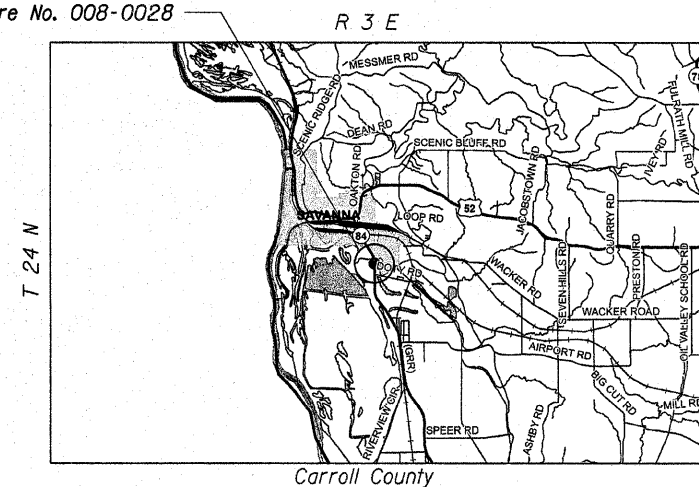 re No. 008-0028
R 3 E
MESSMER RD
SCENIC RIDGE RD
DEAN RD
SCENIC BLUFF RD
FULRATH MILL RD
IVEY RD
OAKTON RD
JACOBSTOWN RD
52
QUARRY RD
SAVANNA
LOOP RD
84
T 24 N
WACKER RD
SEVEN HILLS RD
PRESTON RD
OIL VALLEY SCHOOL RD
WACKER ROAD
AIRPORT RD
(GRR)
BIG CUT RD
MILL RD
RIVERVIEW CIR
SPEER RD
ASHBY RD
Carroll County